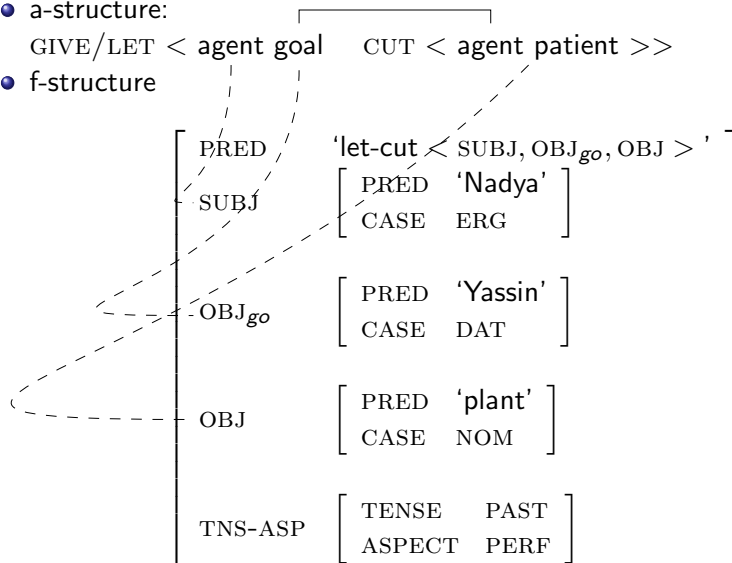 a-structure:
GIVE/LET < agent goal CUT < agent patient >>
f-structure
PRED ‘let-cut < SUBJ, OBJgo, OBJ > ’
SUBJ
PRED ‘Nadya’
CASE ERG
OBJgo
PRED ‘Yassin’
CASE DAT
OBJ
PRED ‘plant’
CASE NOM
TNS-ASP
TENSE PAST
ASPECT PERF